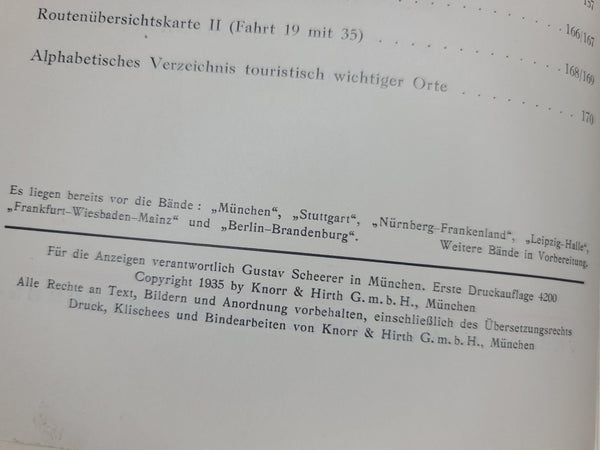 157
Routenübersichtskarte II (Fahrt 19 mit 35) . . . . . . . . . . 166/167
168/169
Alphabetisches Verzeichnis touristisch wichtiger Orte . . . . . . . . 170
Es liegen bereits vor die Bände: „München“, „Stuttgart“, „Nürnberg-Frankenland“, „Leipzig-Halle“,
„Frankfurt-Wiesbaden-Mainz“ und „Berlin-Brandenburg“. Weitere Bände in Vorbereitung.
Für die Anzeigen verantwortlich Gustav Scheerer in München. Erste Druckauflage 4200
Copyright 1935 by Knorr & Hirth G. m. b. H., München
Alle Rechte an Text, Bildern und Anordnung vorbehalten, einschließlich des Übersetzungsrechts
Druck, Klischees und Bindearbeiten von Knorr & Hirth G. m. b. H., München